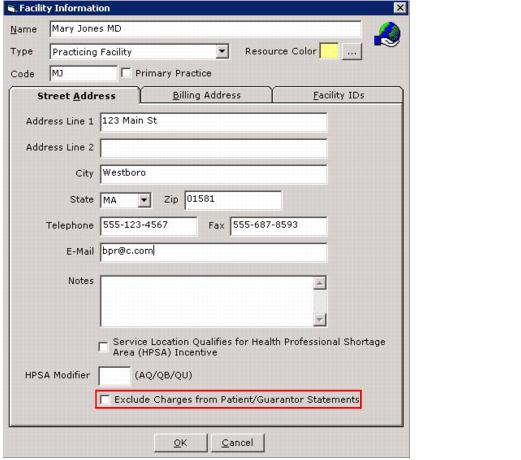 Facility Information
Name Mary Jones MD
Type Practicing Facility Resource Color ...
Code MJ Primary Practice
Street Address Billing Address Facility IDs
Address Line 1 123 Main St
Address Line 2
City Westboro
State MA Zip 01581
Telephone 555-123-4567 Fax 555-687-8593
E-Mail bpr@c.com
Notes
Service Location Qualifies for Health Professional Shortage
Area (HPSA) Incentive
HPSA Modifier (AQ/QB/QU)
Exclude Charges from Patient/Guarantor Statements
OK Cancel